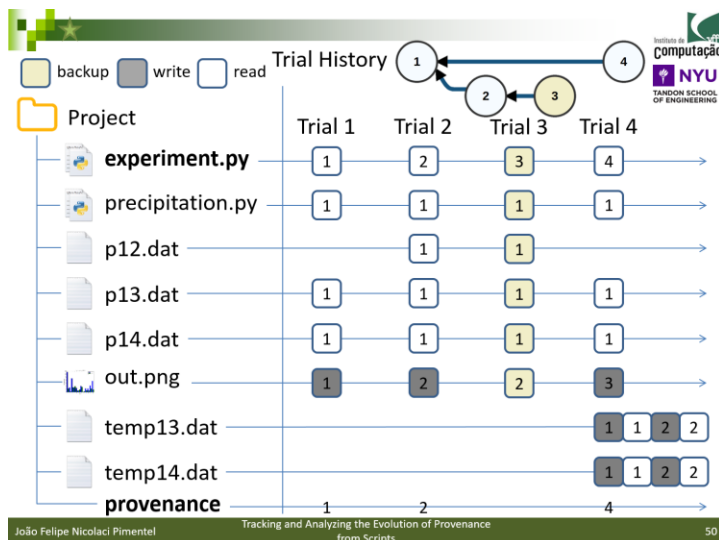 backup write read Trial History 1 4
2 3
Instituto de
computação
NYU
TANDON SCHOOL
OF ENGINEERING
Project
Trial 1 Trial 2 Trial 3 Trial 4
experiment.py 1 2 3 4
precipitation.py 1 1 1 1
p12.dat 1 1
p13.dat 1 1 1 1
p14.dat 1 1 1 1
out.png 1 2 2 3
temp13.dat 1 1 2 2
temp14.dat 1 1 2 2
provenance 1 2 4
João Felipe Nicolaci Pimentel
Tracking and Analyzing the Evolution of Provenance
from Scripts
50